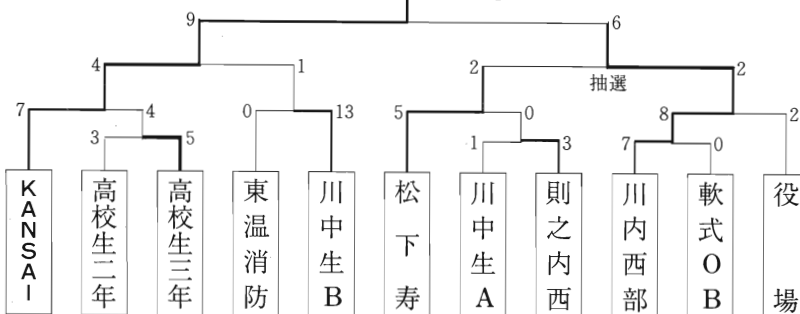 9 6
4 1 2 抽選 2
7 4 0 13 5 0 8 2
3 5 1 3 7 0
KANSAI
高校生二年
高校生三年
東温消防
川中生B
松下寿
川中生A
則之内西
川内西部
軟式OB
役場